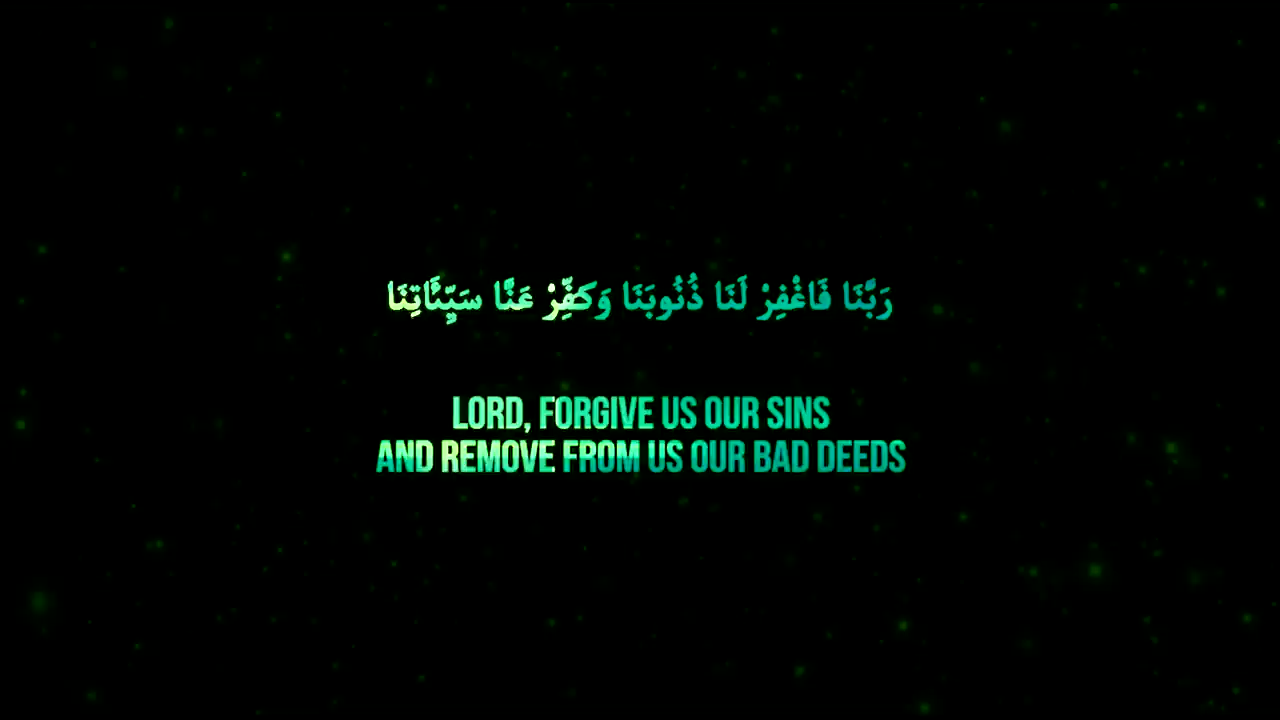 رَبَّنَا فَاغْفِرْ لَنَا ذُنُوبَنَا وَكَفِّرْ عَنَّا سَيِّئَاتِنَا
LORD, FORGIVE US OUR SINS
AND REMOVE FROM US OUR BAD DEEDS